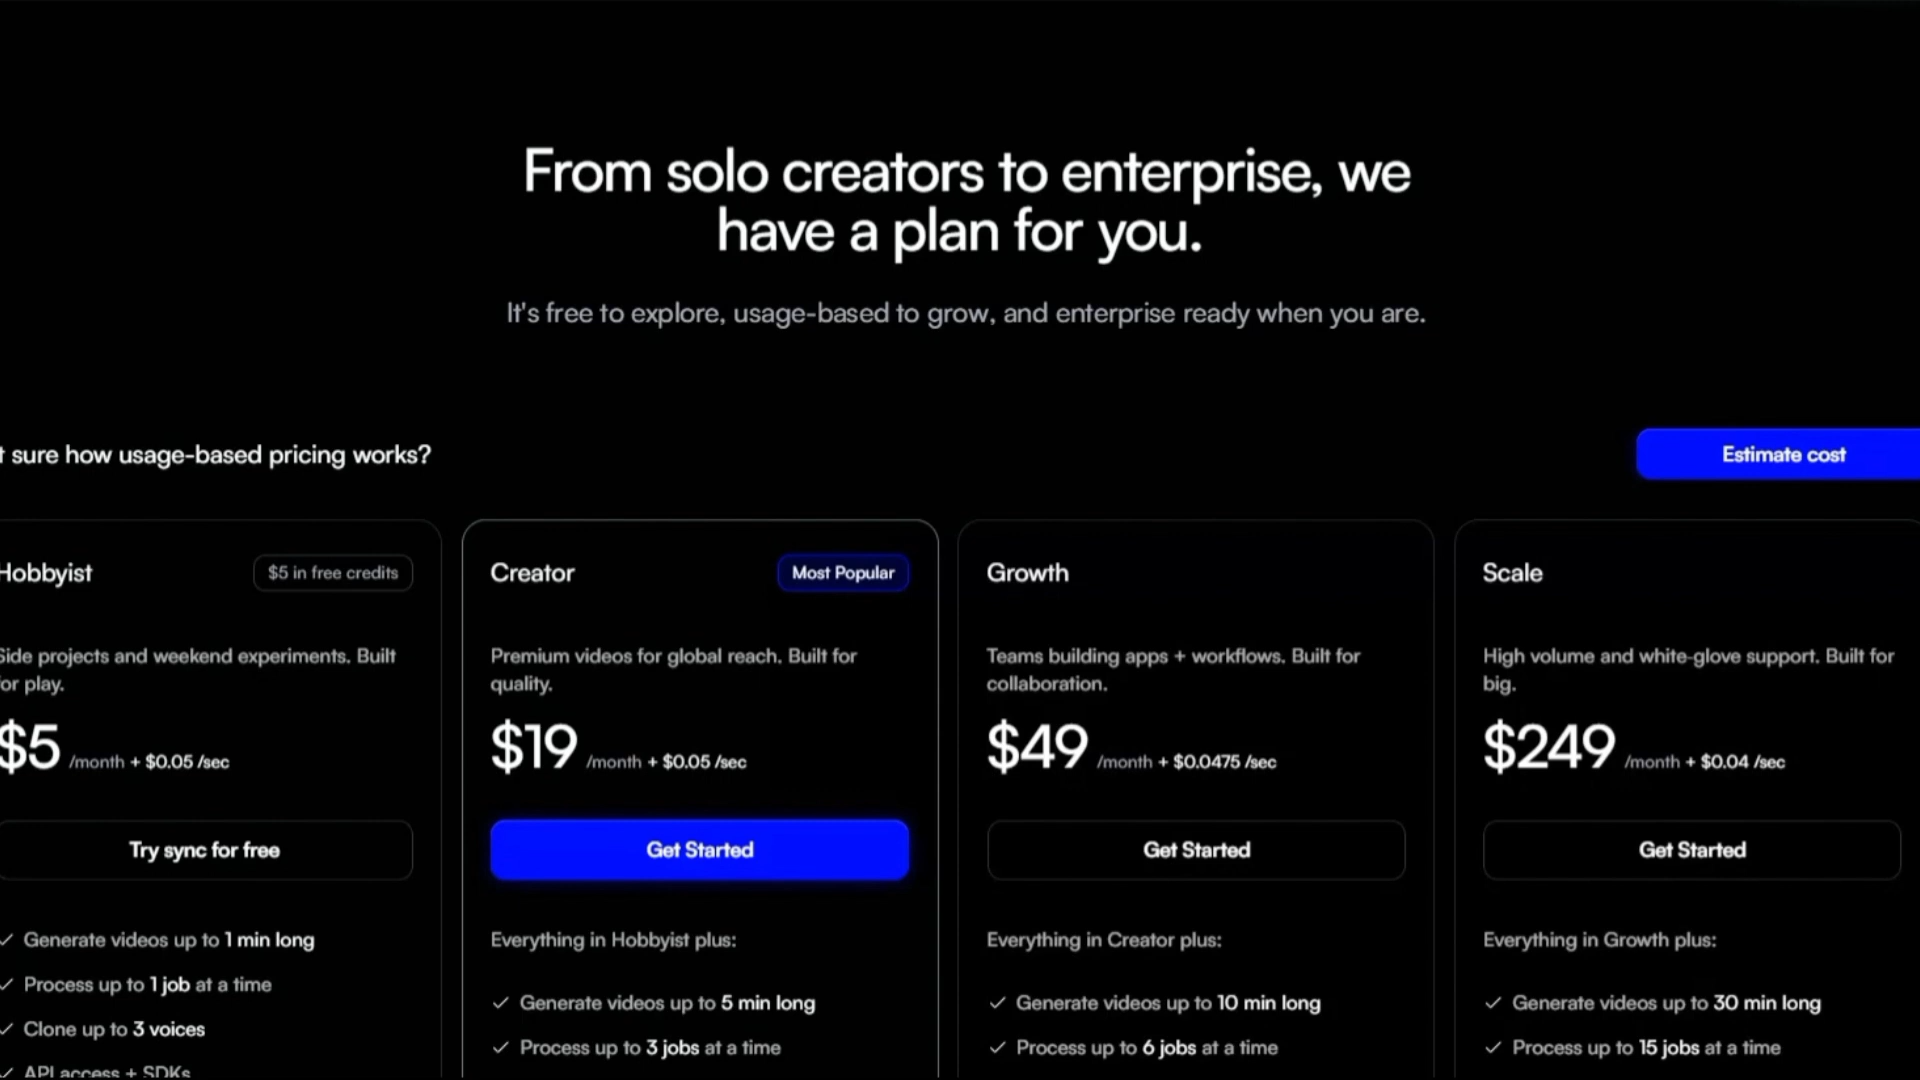 From solo creators to enterprise, we
have a plan for you.
It's free to explore, usage-based to grow, and enterprise ready when you are.
sure how usage-based pricing works?
Estimate cost
Hobbyist
$5 in free credits
Side projects and weekend experiments. Built
for play.
$5 /month + $0.05 /sec
Try sync for free
Generate videos up to 1 min long
Process up to 1 job at a time
Clone up to 3 voices
API access + SDKs
Creator
Most Popular
Premium videos for global reach. Built for
quality.
$19 /month + $0.05 /sec
Get Started
Everything in Hobbyist plus:
Generate videos up to 5 min long
Process up to 3 jobs at a time
Growth
Teams building apps + workflows. Built for
collaboration.
$49 /month + $0.0475 /sec
Get Started
Everything in Creator plus:
Generate videos up to 10 min long
Process up to 6 jobs at a time
Scale
High volume and white-glove support. Built for
big.
$249 /month + $0.04 /sec
Get Started
Everything in Growth plus:
Generate videos up to 30 min long
Process up to 15 jobs at a time